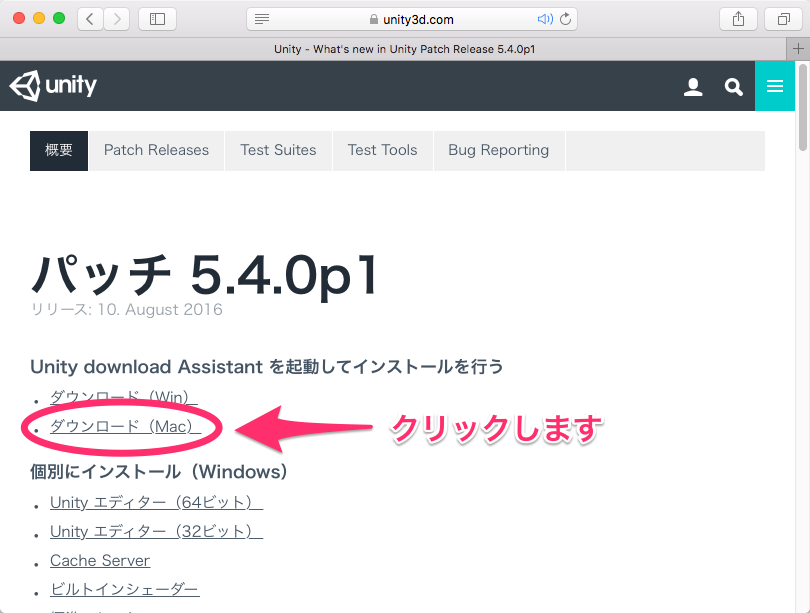 unity3d.com
Unity - What's new in Unity Patch Release 5.4.0p1
unity
概要 Patch Releases Test Suites Test Tools Bug Reporting
パッチ 5.4.0p1
リリース: 10. August 2016
Unity download Assistant を起動してインストールを行う
ダウンロード（Win）
ダウンロード（Mac）
クリックします
個別にインストール（Windows）
Unity エディター（64ビット）
Unity エディター（32ビット）
Cache Server
ビルトインシェーダー